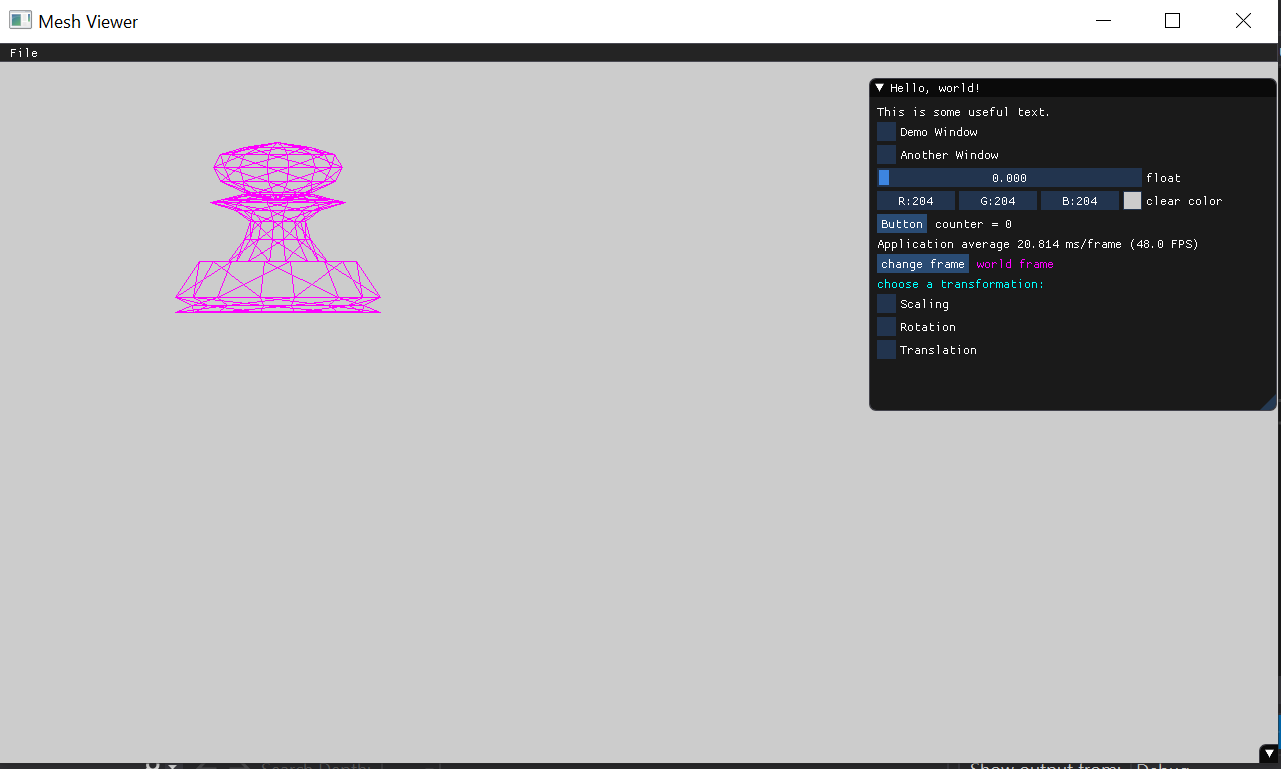 Mesh Viewer
File
Hello, world!
This is some useful text.
Demo Window
Another Window
0.000 float
R:204 G:204 B:204 clear color
Button counter = 0
Application average 20.814 ms/frame (48.0 FPS)
change frame world frame
choose a transformation:
Scaling
Rotation
Translation
Search Depth: Show output from: Debug